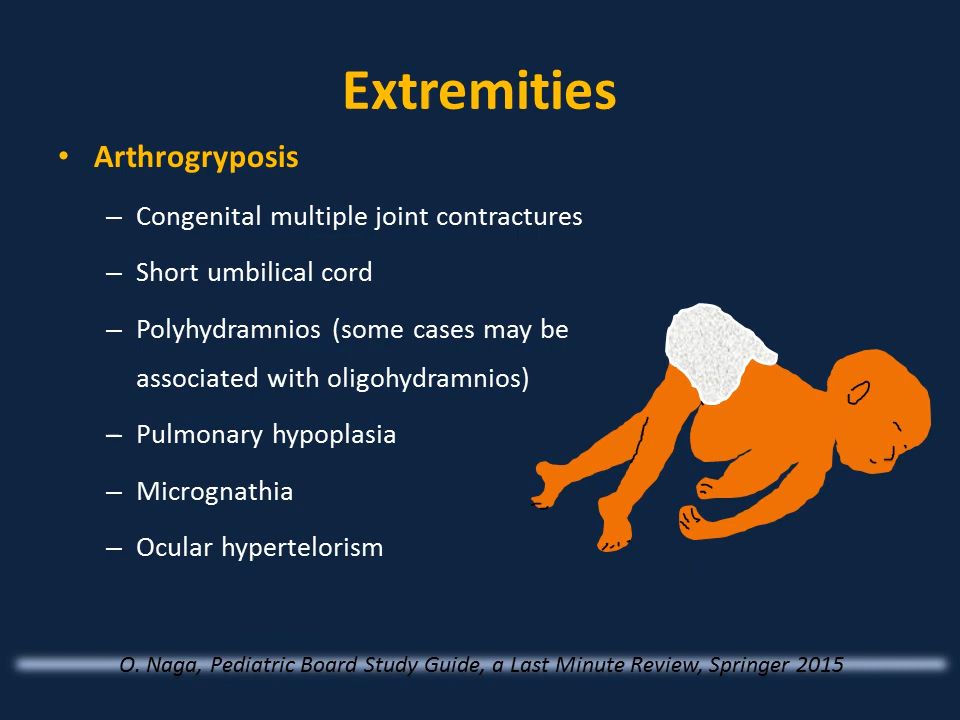 Extremities
• Arthrogryposis
– Congenital multiple joint contractures
– Short umbilical cord
– Polyhydramnios (some cases may be
associated with oligohydramnios)
– Pulmonary hypoplasia
– Micrognathia
– Ocular hypertelorism
O. Naga, Pediatric Board Study Guide, a Last Minute Review, Springer 2015